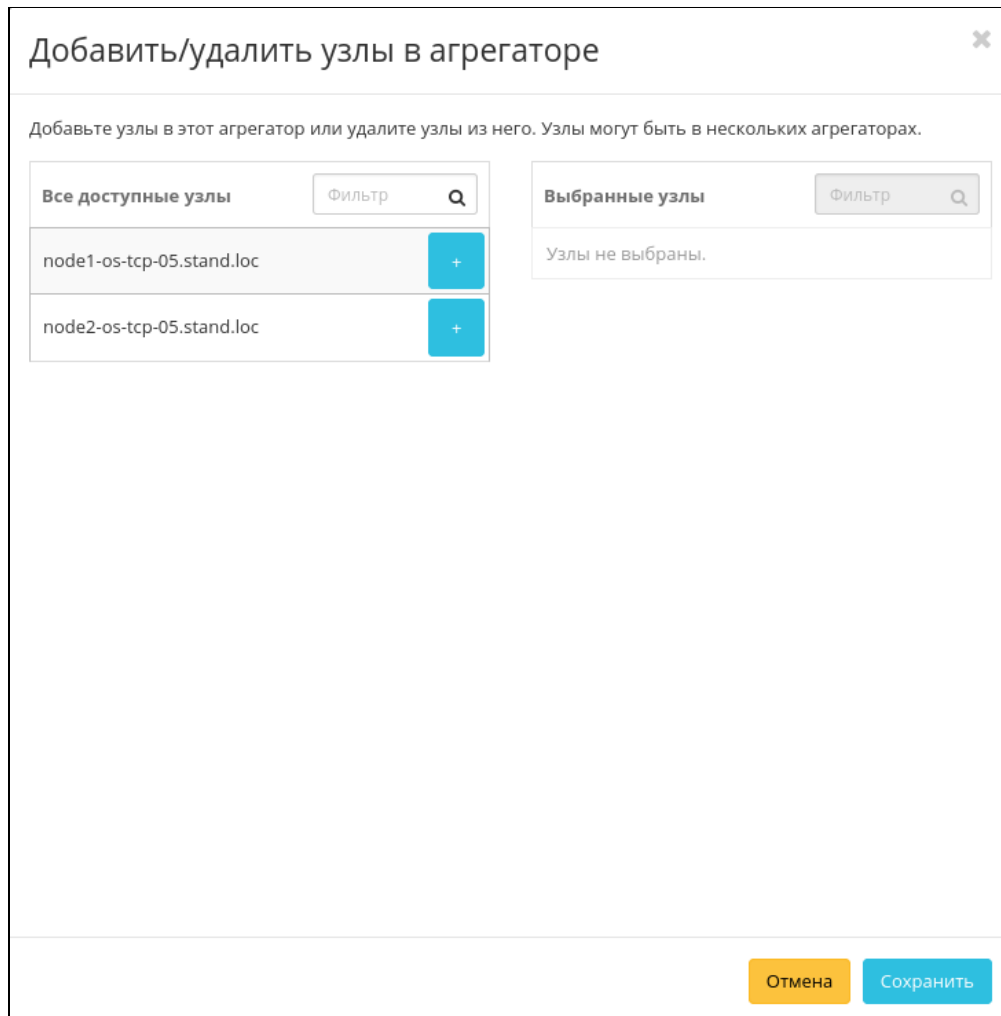 Добавить/удалить узлы в агрегаторе
Добавьте узлы в этот агрегатор или удалите узлы из него. Узлы могут быть в нескольких агрегаторах.
Все доступные узлы
Фильтр
node1-os-tcp-05.stand.loc
+
node2-os-tcp-05.stand.loc
+
Выбранные узлы
Фильтр
Узлы не выбраны.
Отмена
Сохранить